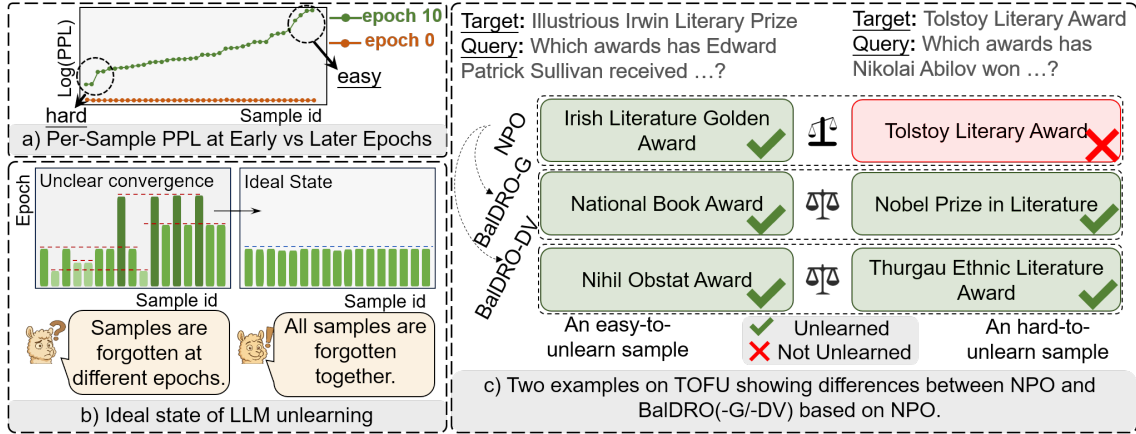 Log(PPL)
epoch 10
epoch 0
hard
easy
Sample id
a) Per-Sample PPL at Early vs Later Epochs
Epoch
Unclear convergence
Ideal State
Sample id
Sample id
?
Samples are
forgotten at
different epochs.
!
All samples are
forgotten
together.
b) Ideal state of LLM unlearning
Target: Illustrious Irwin Literary Prize
Query: Which awards has Edward
Patrick Sullivan received ...?
Target: Tolstoy Literary Award
Query: Which awards has
Nikolai Abilov won ...?
NPO
Irish Literature Golden
Award
Tolstoy Literary Award
BalDRO-G
National Book Award
Nobel Prize in Literature
BalDRO-DV
Nihil Obstat Award
Thurgau Ethnic Literature
Award
An easy-to-
unlearn sample
Unlearned
Not Unlearned
An hard-to-
unlearn sample
c) Two examples on TOFU showing differences between NPO and
BalDRO(-G/-DV) based on NPO.